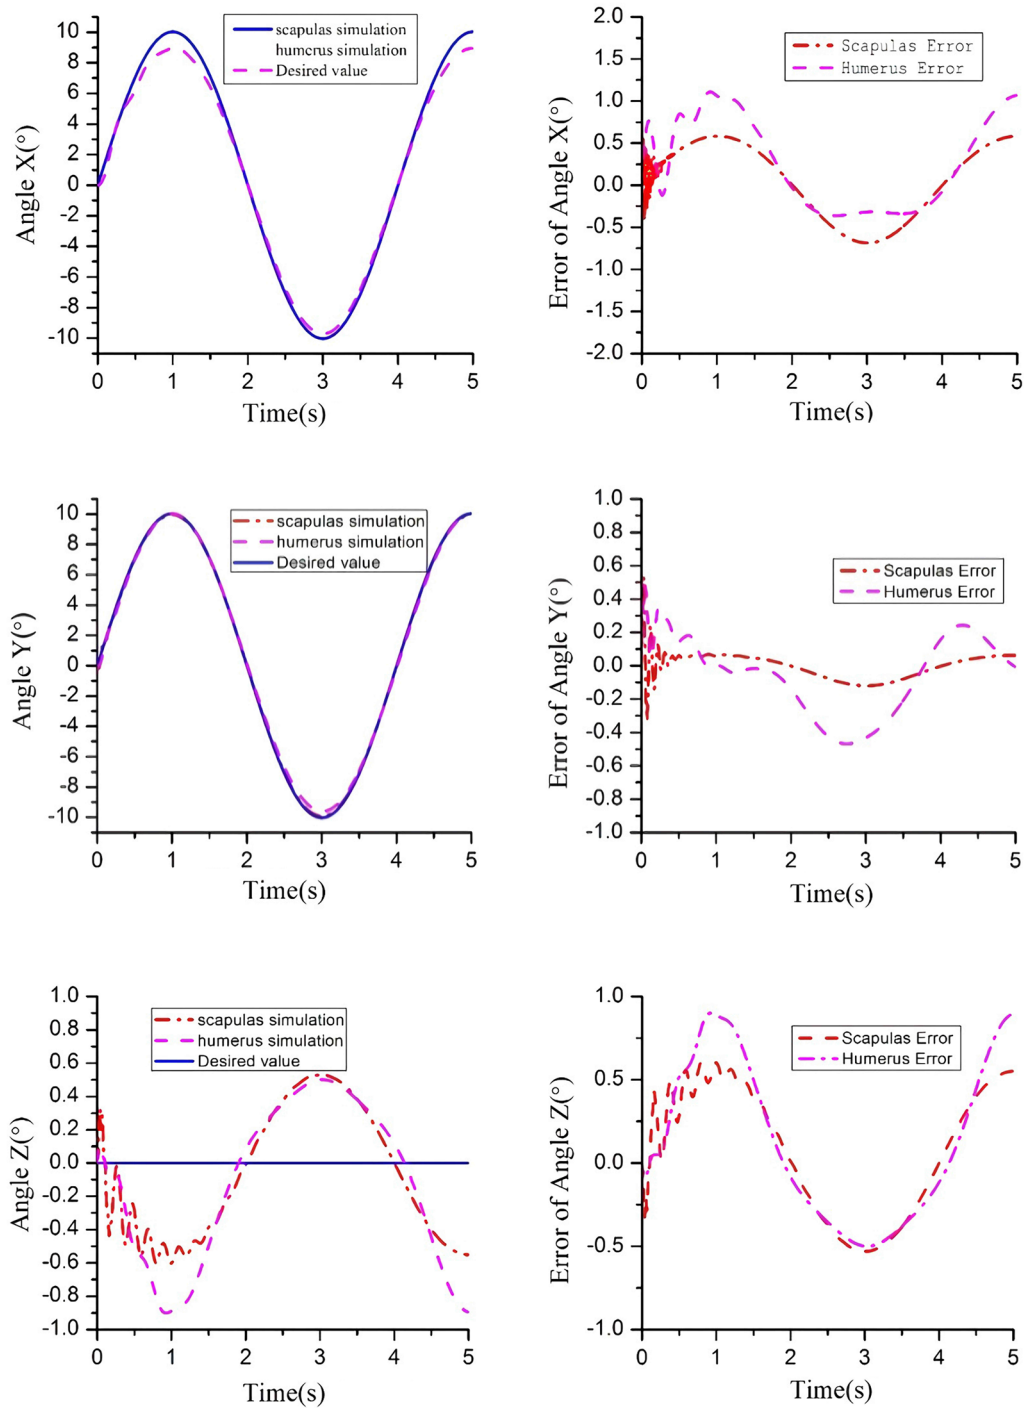 scapulas simulation
humerus simulation
Desired value
10
8
6
4
2
0
-2
-4
-6
-8
-10
Angle X(°)
0 1 2 3 4 5
Time(s)
Scapulas Error
Humerus Error
2.0
1.5
1.0
0.5
0.0
-0.5
-1.0
-1.5
-2.0
Error of Angle X(°)
0 1 2 3 4 5
Time(s)
scapulas simulation
humerus simulation
Desired value
10
8
6
4
2
0
-2
-4
-6
-8
-10
Angle Y(°)
0 1 2 3 4 5
Time(s)
Scapulas Error
Humerus Error
1.0
0.8
0.6
0.4
0.2
0.0
-0.2
-0.4
-0.6
-0.8
-1.0
Error of Angle Y(°)
0 1 2 3 4 5
Time(s)
scapulas simulation
humerus simulation
Desired value
1.0
0.8
0.6
0.4
0.2
0.0
-0.2
-0.4
-0.6
-0.8
-1.0
Angle Z(°)
0 1 2 3 4 5
Time(s)
Scapulas Error
Humerus Error
1.0
0.5
0.0
-0.5
-1.0
Error of Angle Z(°)
0 1 2 3 4 5
Time(s)